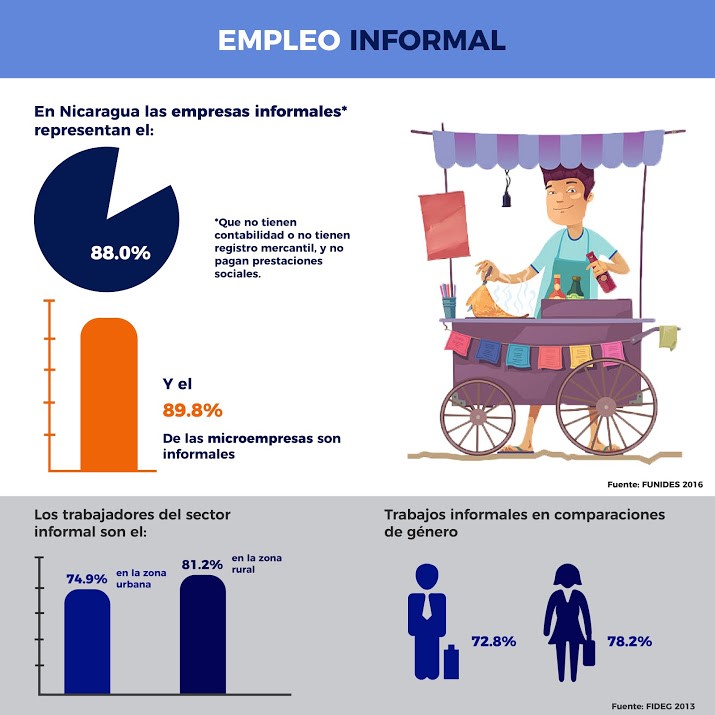 EMPLEO INFORMAL
En Nicaragua las empresas informales*
representan el:
88.0%
*Que no tienen
contabilidad o no tienen
registro mercantil, y no
pagan prestaciones
sociales.
Y el
89.8%
De las microempresas son
informales
Fuente: FUNIDES 2016
Los trabajadores del sector
informal son el:
74.9%
en la zona
urbana
81.2%
en la zona
rural
Trabajos informales en comparaciones
de género
72.8%
78.2%
Fuente: FIDEG 2013